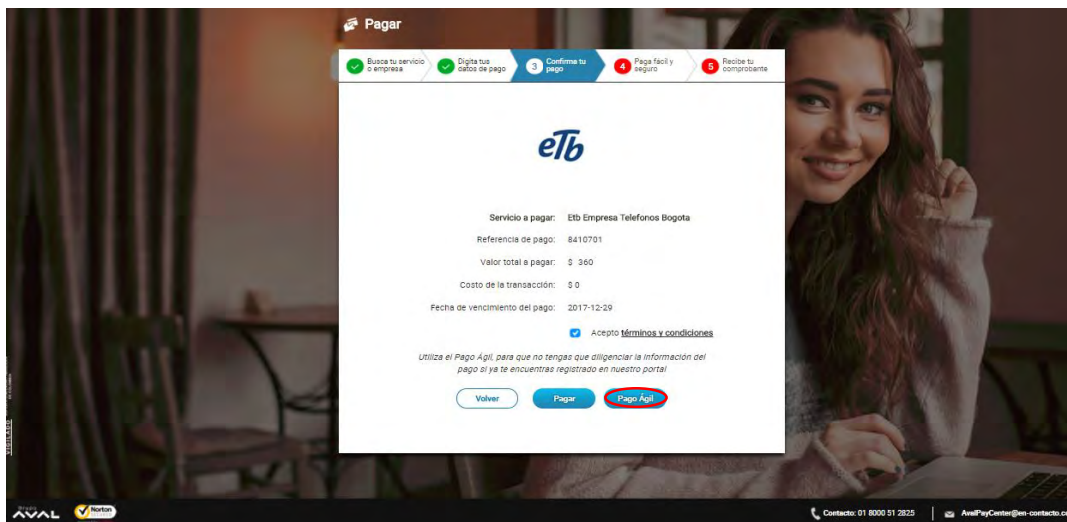 Pagar
Busca tu servicio
o empresa
Digita tus
datos de pago
3
Confirma tu
pago
4
Paga fácil y
seguro
5
Recibe tu
comprobante
eTb
Servicio a pagar: Etb Empresa Telefonos Bogota
Referencia de pago: 8410701
Valor total a pagar: $ 360
Costo de la transacción: $ 0
Fecha de vencimiento del pago: 2017-12-29
Acepto términos y condiciones
Utiliza el Pago Ágil, para que no tengas que diligenciar la información del
pago si ya te encuentras registrado en nuestro portal
Volver
Pagar
Pago Ágil
VIGILADO
AVAL
Norton
Contacto: 01 8000 51 2825
AvalPayCenter@en-contacto.co